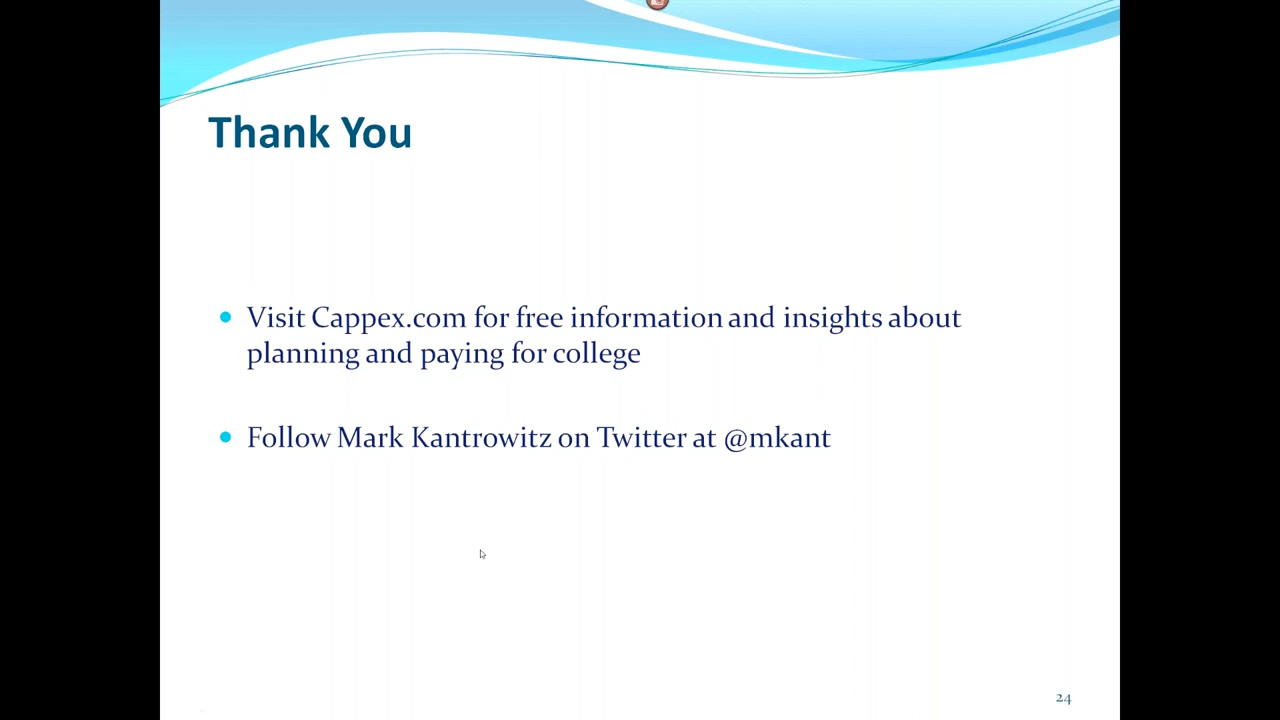 Thank You
Visit Cappex.com for free information and insights about
planning and paying for college
Follow Mark Kantrowitz on Twitter at @mkant
24